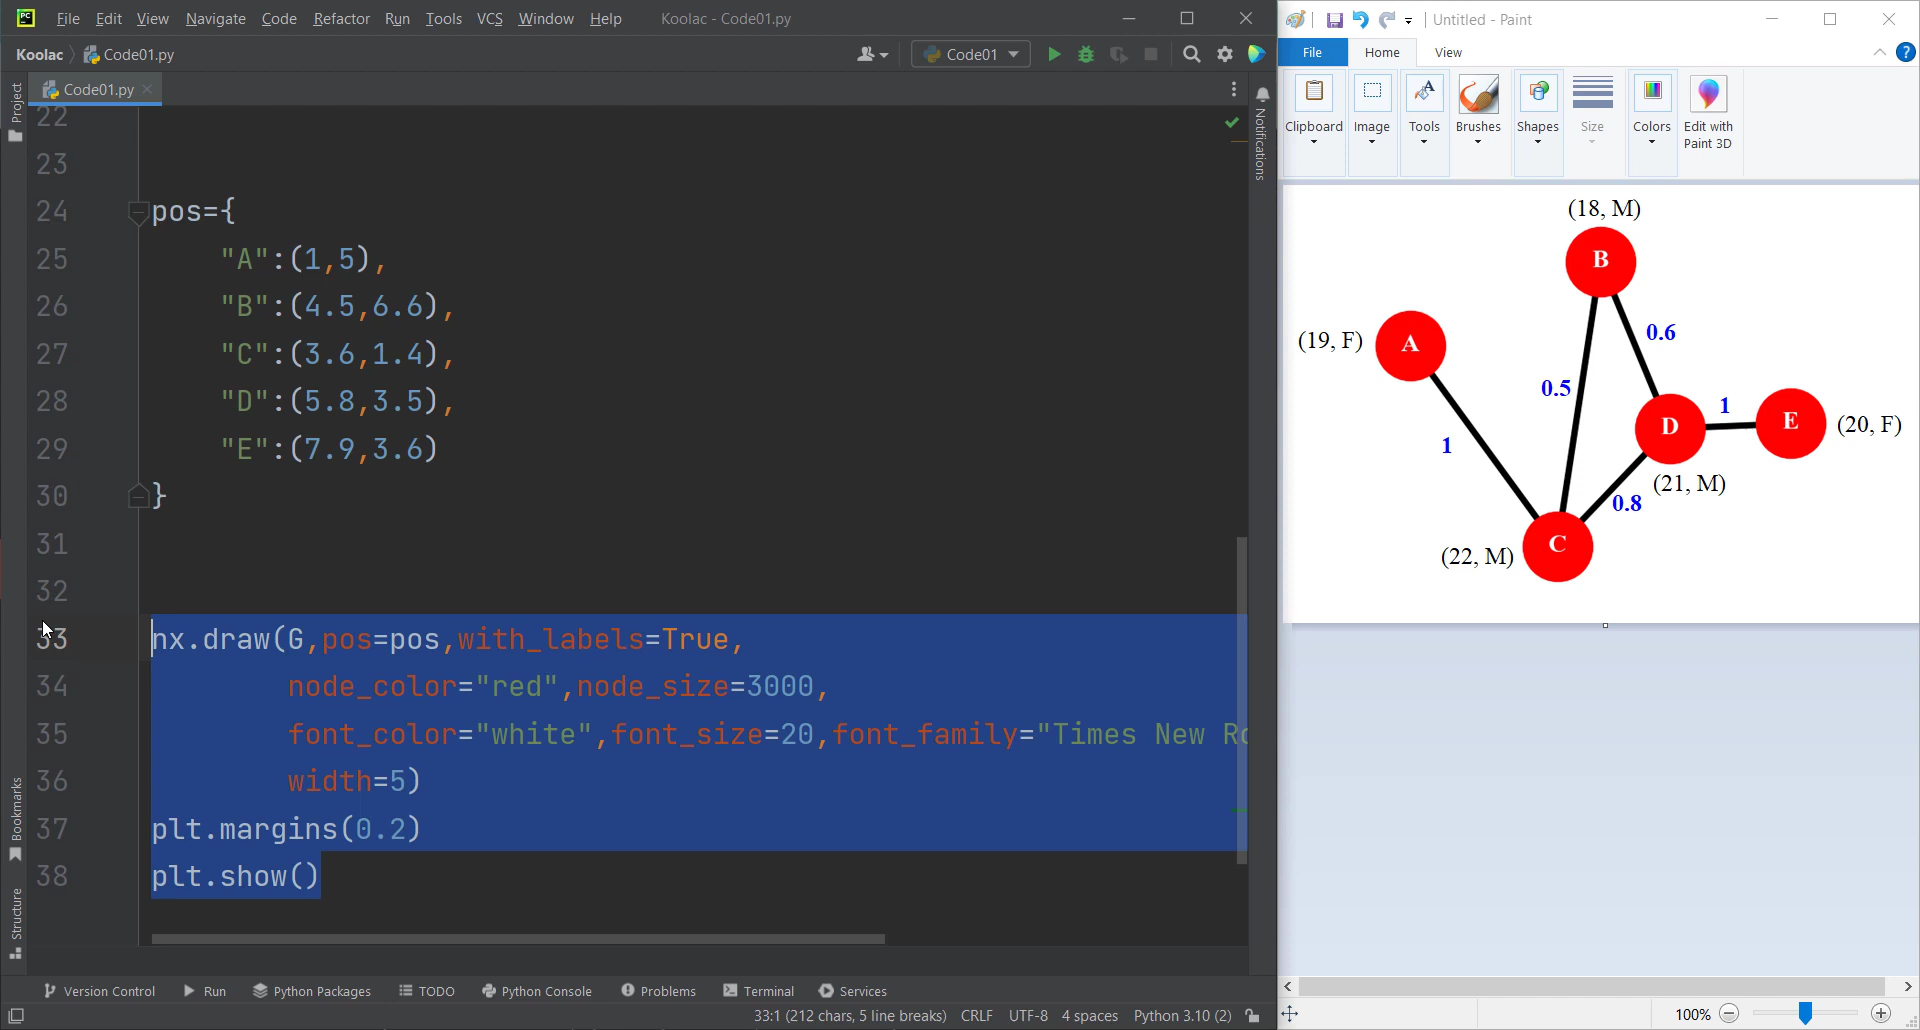 PC File Edit View Navigate Code Refactor Run Tools VCS Window Help Koolac - Code01.py
Koolac Code01.py Code01
Code01.py
Project
Notifications
Bookmarks
Structure
22
23
24 pos={
25 "A":(1,5),
26 "B":(4.5,6.6),
27 "C":(3.6,1.4),
28 "D":(5.8,3.5),
29 "E":(7.9,3.6)
30 }
31
32
33 nx.draw(G,pos=pos,with_labels=True,
34 node_color="red",node_size=3000,
35 font_color="white",font_size=20,font_family="Times New Ro
36 width=5)
37 plt.margins(0.2)
38 plt.show()
Version Control Run Python Packages TODO Python Console Problems Terminal Services
33:1 (212 chars, 5 line breaks) CRLF UTF-8 4 spaces Python 3.10 (2)
Untitled - Paint
File Home View ?
Clipboard Image Tools Brushes Shapes Size Colors Edit with
Paint 3D
(18, M)
B
0.6
(19, F) A
0.5
1
D E (20, F)
1
(21, M)
0.8
(22, M) C
100%